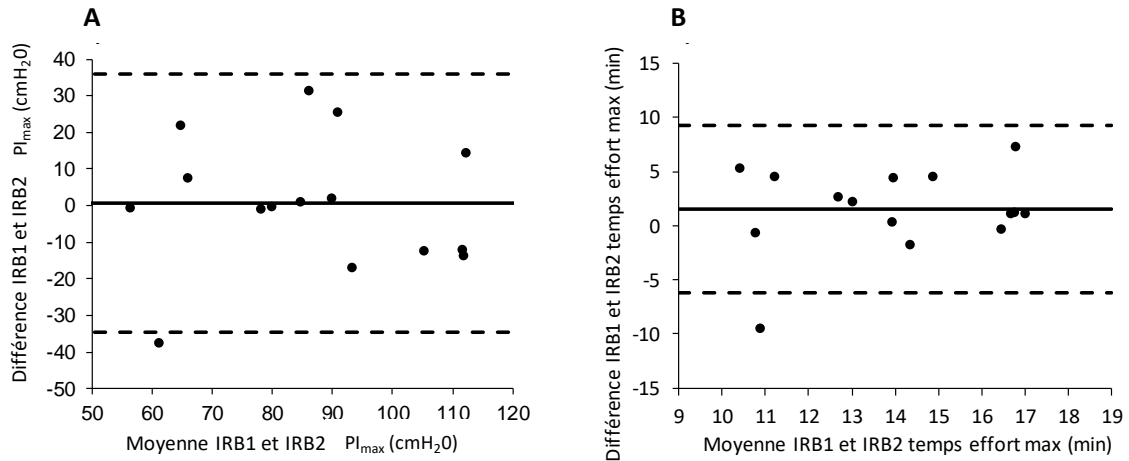 A
Différence IRB1 et IRB2 PImax (cmH20)
40
30
20
10
0
-10
-20
-30
-40
-50
50 60 70 80 90 100 110 120
Moyenne IRB1 et IRB2 PImax (cmH20)
B
Différence IRB1 et IRB2 temps effort max (min)
15
10
5
0
-5
-10
-15
9 10 11 12 13 14 15 16 17 18 19
Moyenne IRB1 et IRB2 temps effort max (min)